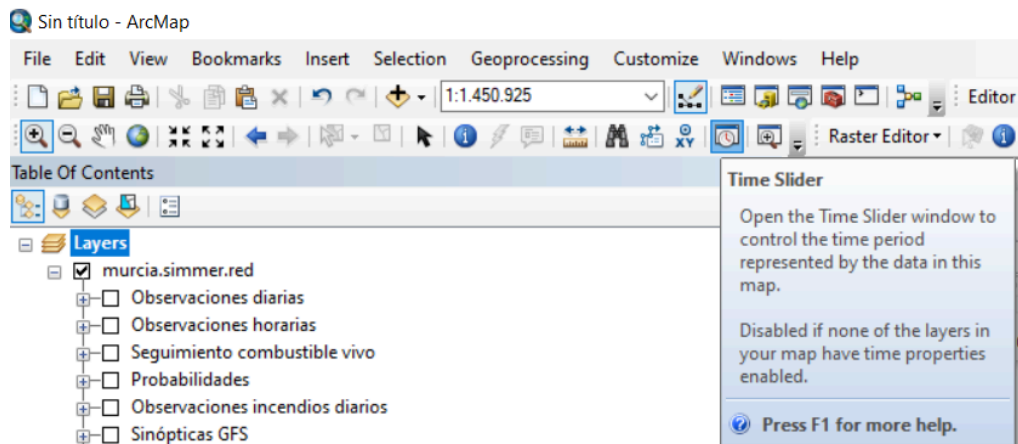 Sin título - ArcMap
File Edit View Bookmarks Insert Selection Geoprocessing Customize Windows Help
1:1.450.925 Editor
XY Raster Editor
Table Of Contents
Time Slider
Open the Time Slider window to
control the time period
represented by the data in this
map.
Disabled if none of the layers in
your map have time properties
enabled.
Press F1 for more help.
Layers
murcia.simmer.red
Observaciones diarias
Observaciones horarias
Seguimiento combustible vivo
Probabilidades
Observaciones incendios diarios
Sinópticas GFS